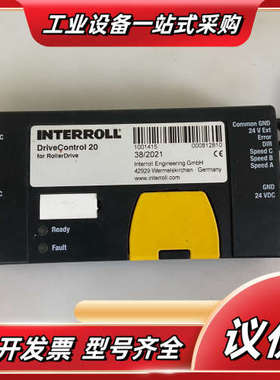 工业设备一站式采购
INTERROLL
DriveControl 20
for RollerDrive
1001415
000812810
38/2021
Interroll Engineering GmbH
42929 Wermelskirchen · Germany
interroll.com
Common GND
24 V Ext
Error
DIR
Speed C
Speed B
Speed A
GND
24 VDC
Ready
Fault
C
C
开发票 型号齐全
议价